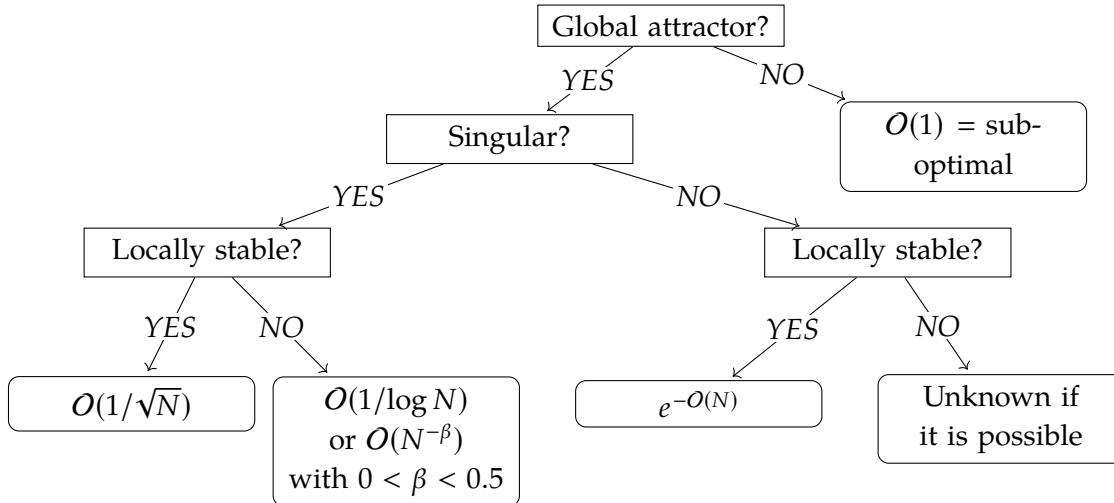 Global attractor?
YES
NO
Singular?
𝒪(1) = sub-
optimal
YES
NO
Locally stable?
Locally stable?
YES
NO
YES
NO
𝒪(1/√N)
𝒪(1/log N)
or 𝒪(N^{-β})
with 0 < β < 0.5
e^{-𝒪(N)}
Unknown if
it is possible